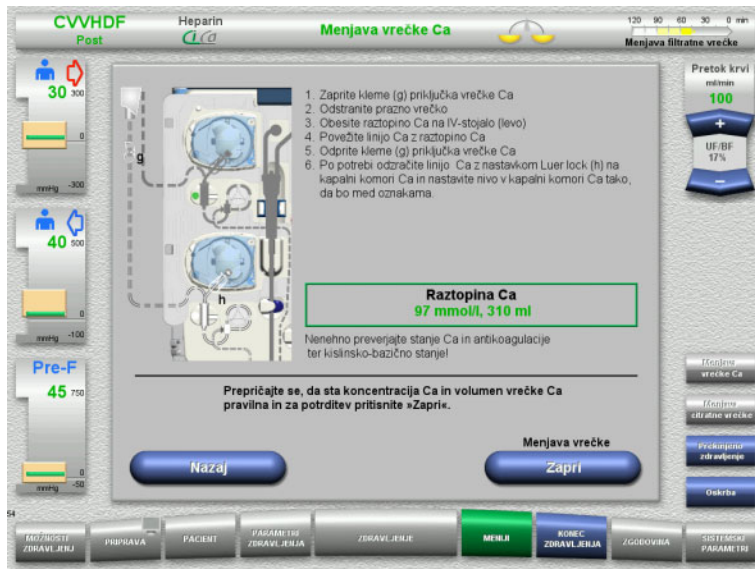 CVVHDF
Post
Heparin
CiCa
Menjava vrečke Ca
120 90 60 30 0 min
Menjava filtratne vrečke
30 300
0
mmHg -300
40 500
0
mmHg -100
Pre-F
45 750
0
mmHg -50
1. Zaprite kleme (g) priključka vrečke Ca
2. Odstranite prazno vrečko
3. Obesite raztopino Ca na IV-stojalo (levo)
4. Povežite linijo Ca z raztopino Ca
5. Odprite kleme (g) priključka vrečke Ca
6. Po potrebi odzračite linijo Ca z nastavkom Luer lock (h) na
kapalni komori Ca in nastavite nivo v kapalni komori Ca tako,
da bo med oznakama.
g
h
Raztopina Ca
97 mmol/l, 310 ml
Nenehno preverjajte stanje Ca in antikoagulacije
ter kislinsko-bazično stanje!
Prepričajte se, da sta koncentracija Ca in volumen vrečke Ca
pravilna in za potrditev pritisnite »Zapri«.
Nazaj
Menjava vrečke
Zapri
Pretok krvi
ml/min
100
+
UF/BF
17%
–
Menjava
vrečke Ca
Menjava
citratne vrečke
Prekinjeno
zdravljenje
Oskrba
54
MOŽNOSTI
ZDRAVLJENJ
PRIPRAVA
PACIENT
PARAMETRI
ZDRAVLJENJA
ZDRAVLJENJE
MENIJI
KONEC
ZDRAVLJENJA
ZGODOVINA
SISTEMSKI
PARAMETRI